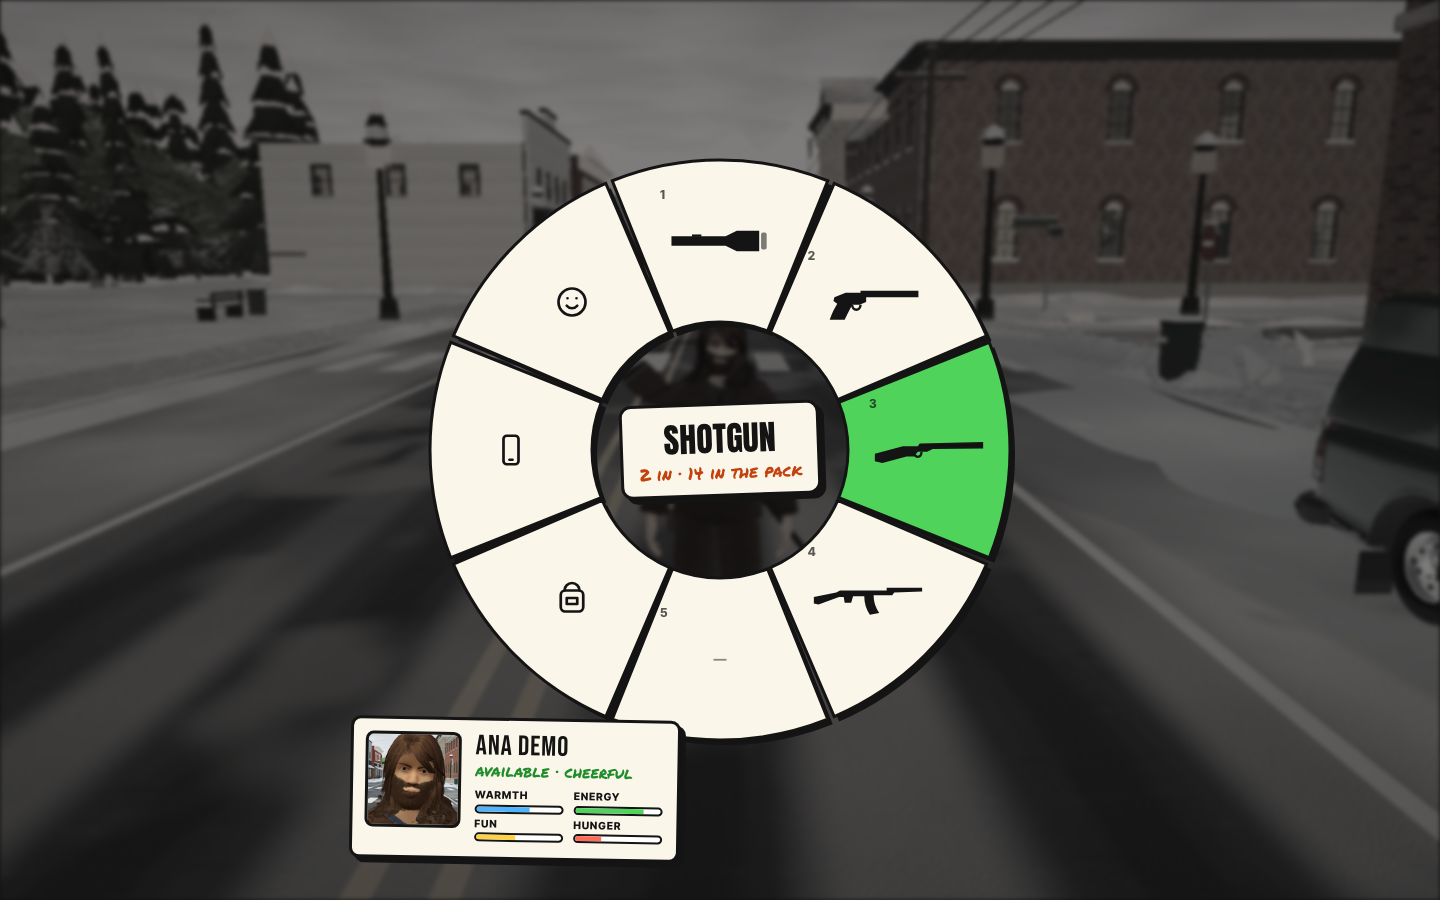 1
2
3
SHOTGUN
2 IN · 14 IN THE PACK
4
5
—
ANA DEMO
AVAILABLE · CHEERFUL
WARMTH ENERGY
FUN HUNGER